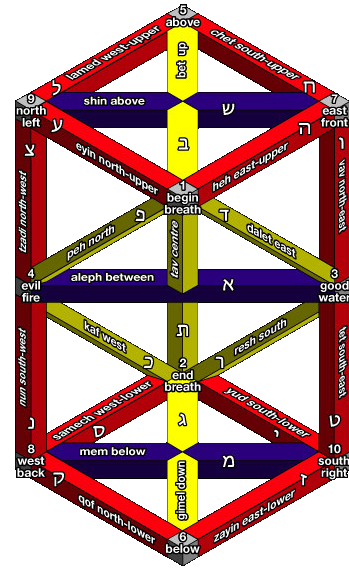 5
above
lamed west-upper
chet south-upper
bet up
ל
ח
9
north
left
shin above
ש
7
east
front
ע
ה
צ
ו
eyin north-upper
ב
heh east-upper
tzadi north-west
vav north-east
1
begin
breath
פ
ד
peh north
tav centre
dalet east
4
evil
fire
aleph between
א
3
good
water
kaf west
ת
resh south
כ
ר
nun south-west
tet south-east
2
end
breath
samech west-lower
yud south-lower
נ
ס
ג
י
ט
8
west
back
mem below
מ
10
south
right
ק
ז
qof north-lower
gimel down
zayin east-lower
6
below